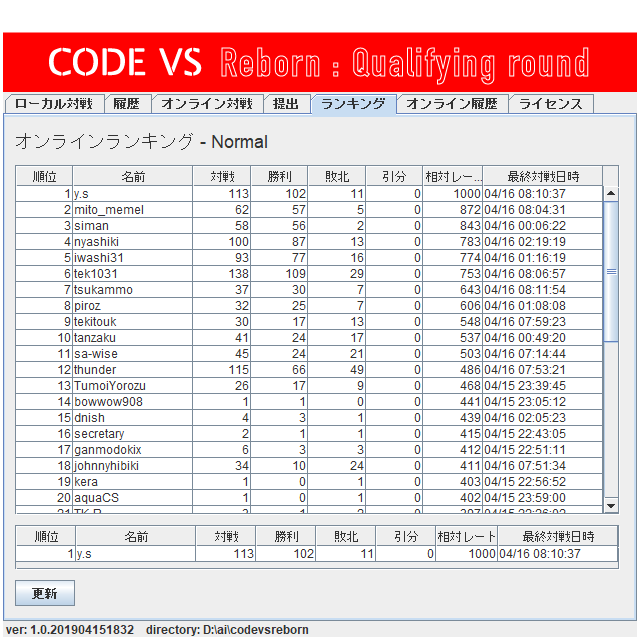 CODE VS Reborn : Qualifying round
ローカル対戦 履歴 オンライン対戦 提出 ランキング オンライン履歴 ライセンス
オンラインランキング - Normal
順位 名前 対戦 勝利 敗北 引分 相対レー... 最終対戦日時
1 y.s 113 102 11 0 1000 04/16 08:10:37
2 mito_memel 62 57 5 0 872 04/16 08:04:31
3 siman 58 56 2 0 843 04/16 00:06:22
4 nyashiki 100 87 13 0 783 04/16 02:19:19
5 iwashi31 93 77 16 0 774 04/16 01:16:19
6 tek1031 138 109 29 0 753 04/16 08:06:57
7 tsukammo 37 30 7 0 643 04/16 08:11:54
8 piroz 32 25 7 0 606 04/16 01:08:08
9 tekitouk 30 17 13 0 548 04/16 07:59:23
10 tanzaku 41 24 17 0 537 04/16 00:49:20
11 sa-wise 45 24 21 0 503 04/16 07:14:44
12 thunder 115 66 49 0 486 04/16 07:53:21
13 TumoiYorozu 26 17 9 0 468 04/15 23:39:45
14 bowwow908 1 1 0 0 441 04/15 23:05:12
15 dnish 4 3 1 0 439 04/16 02:05:23
16 secretary 2 1 1 0 415 04/15 22:43:05
17 ganmodokix 6 3 3 0 412 04/15 22:51:11
18 johnnyhibiki 34 10 24 0 411 04/16 07:51:34
19 kera 1 0 1 0 403 04/15 22:56:52
20 aquaCS 1 0 1 0 402 04/15 23:59:00
順位 名前 対戦 勝利 敗北 引分 相対レート 最終対戦日時
1 y.s 113 102 11 0 1000 04/16 08:10:37
更新
ver: 1.0.201904151832 directory: D:\ai\codevsreborn